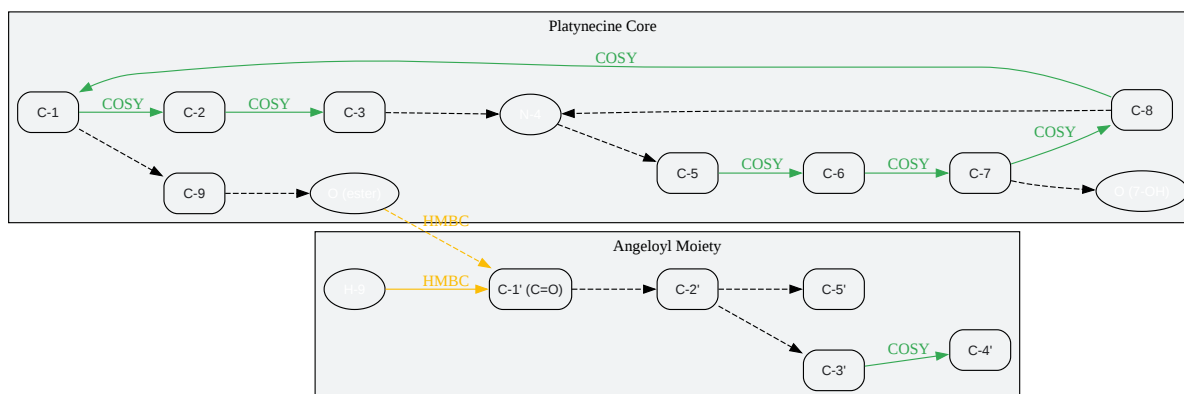 Platynecine Core
COSY
C-1
COSY
C-2
COSY
C-3
N-4
C-8
COSY
C-5
COSY
C-6
COSY
C-7
C-9
O (ester)
O (7-OH)
HMBC
Angeloyl Moiety
H-9
HMBC
C-1' (C=O)
C-2'
C-5'
COSY
C-4'
C-3'